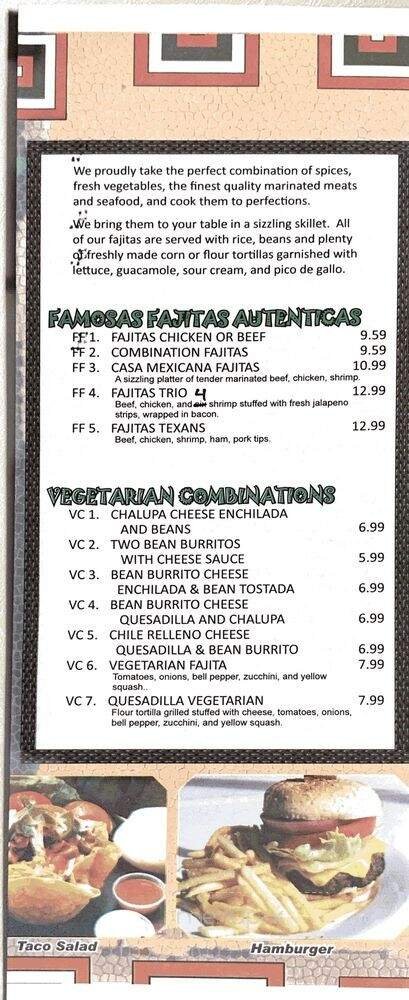 We proudly take the perfect combination of spices,
fresh vegetables, the finest quality marinated meats
and seafood, and cook them to perfections.
We bring them to your table in a sizzling skillet. All
of our fajitas are served with rice, beans and plenty
of freshly made corn or flour tortillas garnished with
lettuce, guacamole, sour cream, and pico de gallo.
FAMOSAS FAJITAS AUTENTICAS
FF 1. FAJITAS CHICKEN OR BEEF 9.59
FF 2. COMBINATION FAJITAS 9.59
FF 3. CASA MEXICANA FAJITAS 10.99
A sizzling platter of tender marinated beef, chicken, shrimp.
FF 4. FAJITAS TRIO 4 12.99
Beef, chicken, and shrimp stuffed with fresh jalapeno
strips, wrapped in bacon.
FF 5. FAJITAS TEXANS 12.99
Beef, chicken, shrimp, ham, pork tips.
VEGETARIAN COMBINATIONS
VC 1. CHALUPA CHEESE ENCHILADA
AND BEANS 6.99
VC 2. TWO BEAN BURRITOS
WITH CHEESE SAUCE 5.99
VC 3. BEAN BURRITO CHEESE
ENCHILADA & BEAN TOSTADA 6.99
VC 4. BEAN BURRITO CHEESE
QUESADILLA AND CHALUPA 6.99
VC 5. CHILE RELLENO CHEESE
QUESADILLA & BEAN BURRITO 6.99
VC 6. VEGETARIAN FAJITA 7.99
Tomatoes, onions, bell pepper, zucchini, and yellow
squash..
VC 7. QUESADILLA VEGETARIAN 7.99
Flour tortilla grilled stuffed with cheese, tomatoes, onions,
bell pepper, zucchini, and yellow squash.
Taco Salad
Hamburger